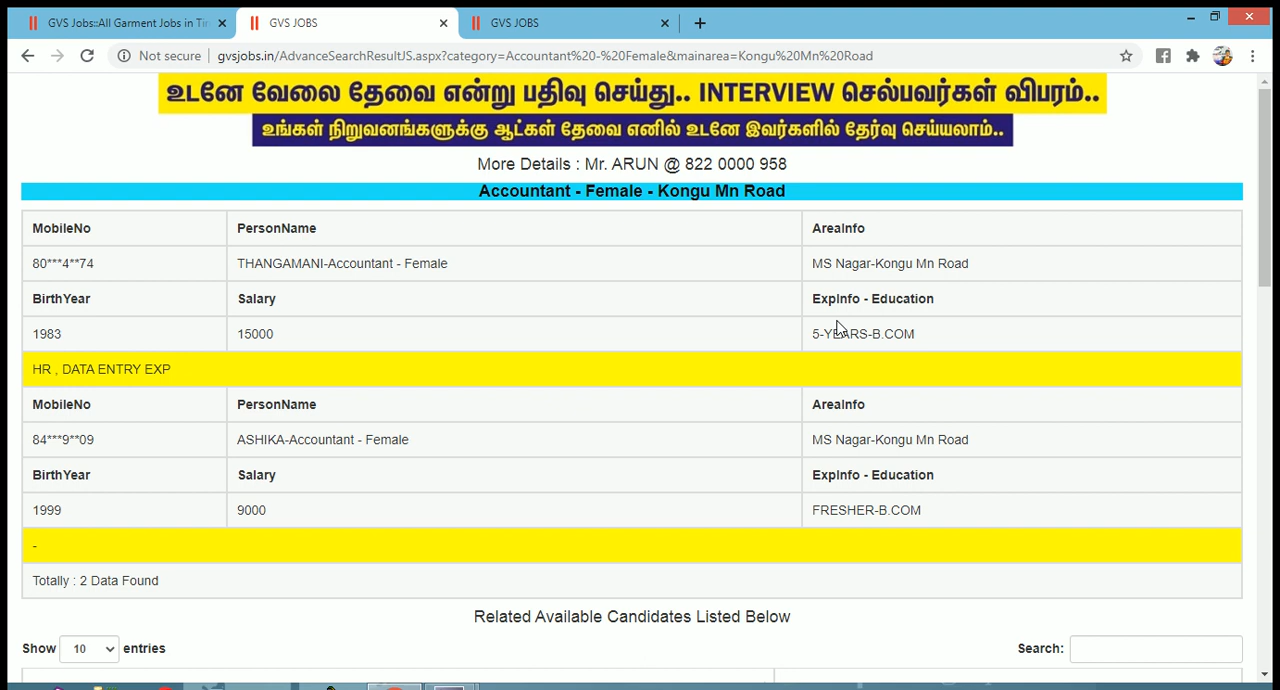 GVS Jobs::All Garment Jobs in Tir
GVS JOBS
GVS JOBS
Not secure | gvsjobs.in/AdvanceSearchResultJS.aspx?category=Accountant%20-%20Female&mainarea=Kongu%20Mn%20Road
உடனே வேலை தேவை என்று பதிவு செய்து.. INTERVIEW செல்பவர்கள் விபரம்..
உங்கள் நிறுவனங்களுக்கு ஆட்கள் தேவை எனில் உடனே இவர்களில் தேர்வு செய்யலாம்..
More Details : Mr. ARUN @ 822 0000 958
Accountant - Female - Kongu Mn Road
MobileNo PersonName AreaInfo
80***4**74 THANGAMANI-Accountant - Female MS Nagar-Kongu Mn Road
BirthYear Salary ExpInfo - Education
1983 15000 5-YEARS-B.COM
HR , DATA ENTRY EXP
MobileNo PersonName AreaInfo
84***9**09 ASHIKA-Accountant - Female MS Nagar-Kongu Mn Road
BirthYear Salary ExpInfo - Education
1999 9000 FRESHER-B.COM
-
Totally : 2 Data Found
Related Available Candidates Listed Below
Show 10 entries Search: